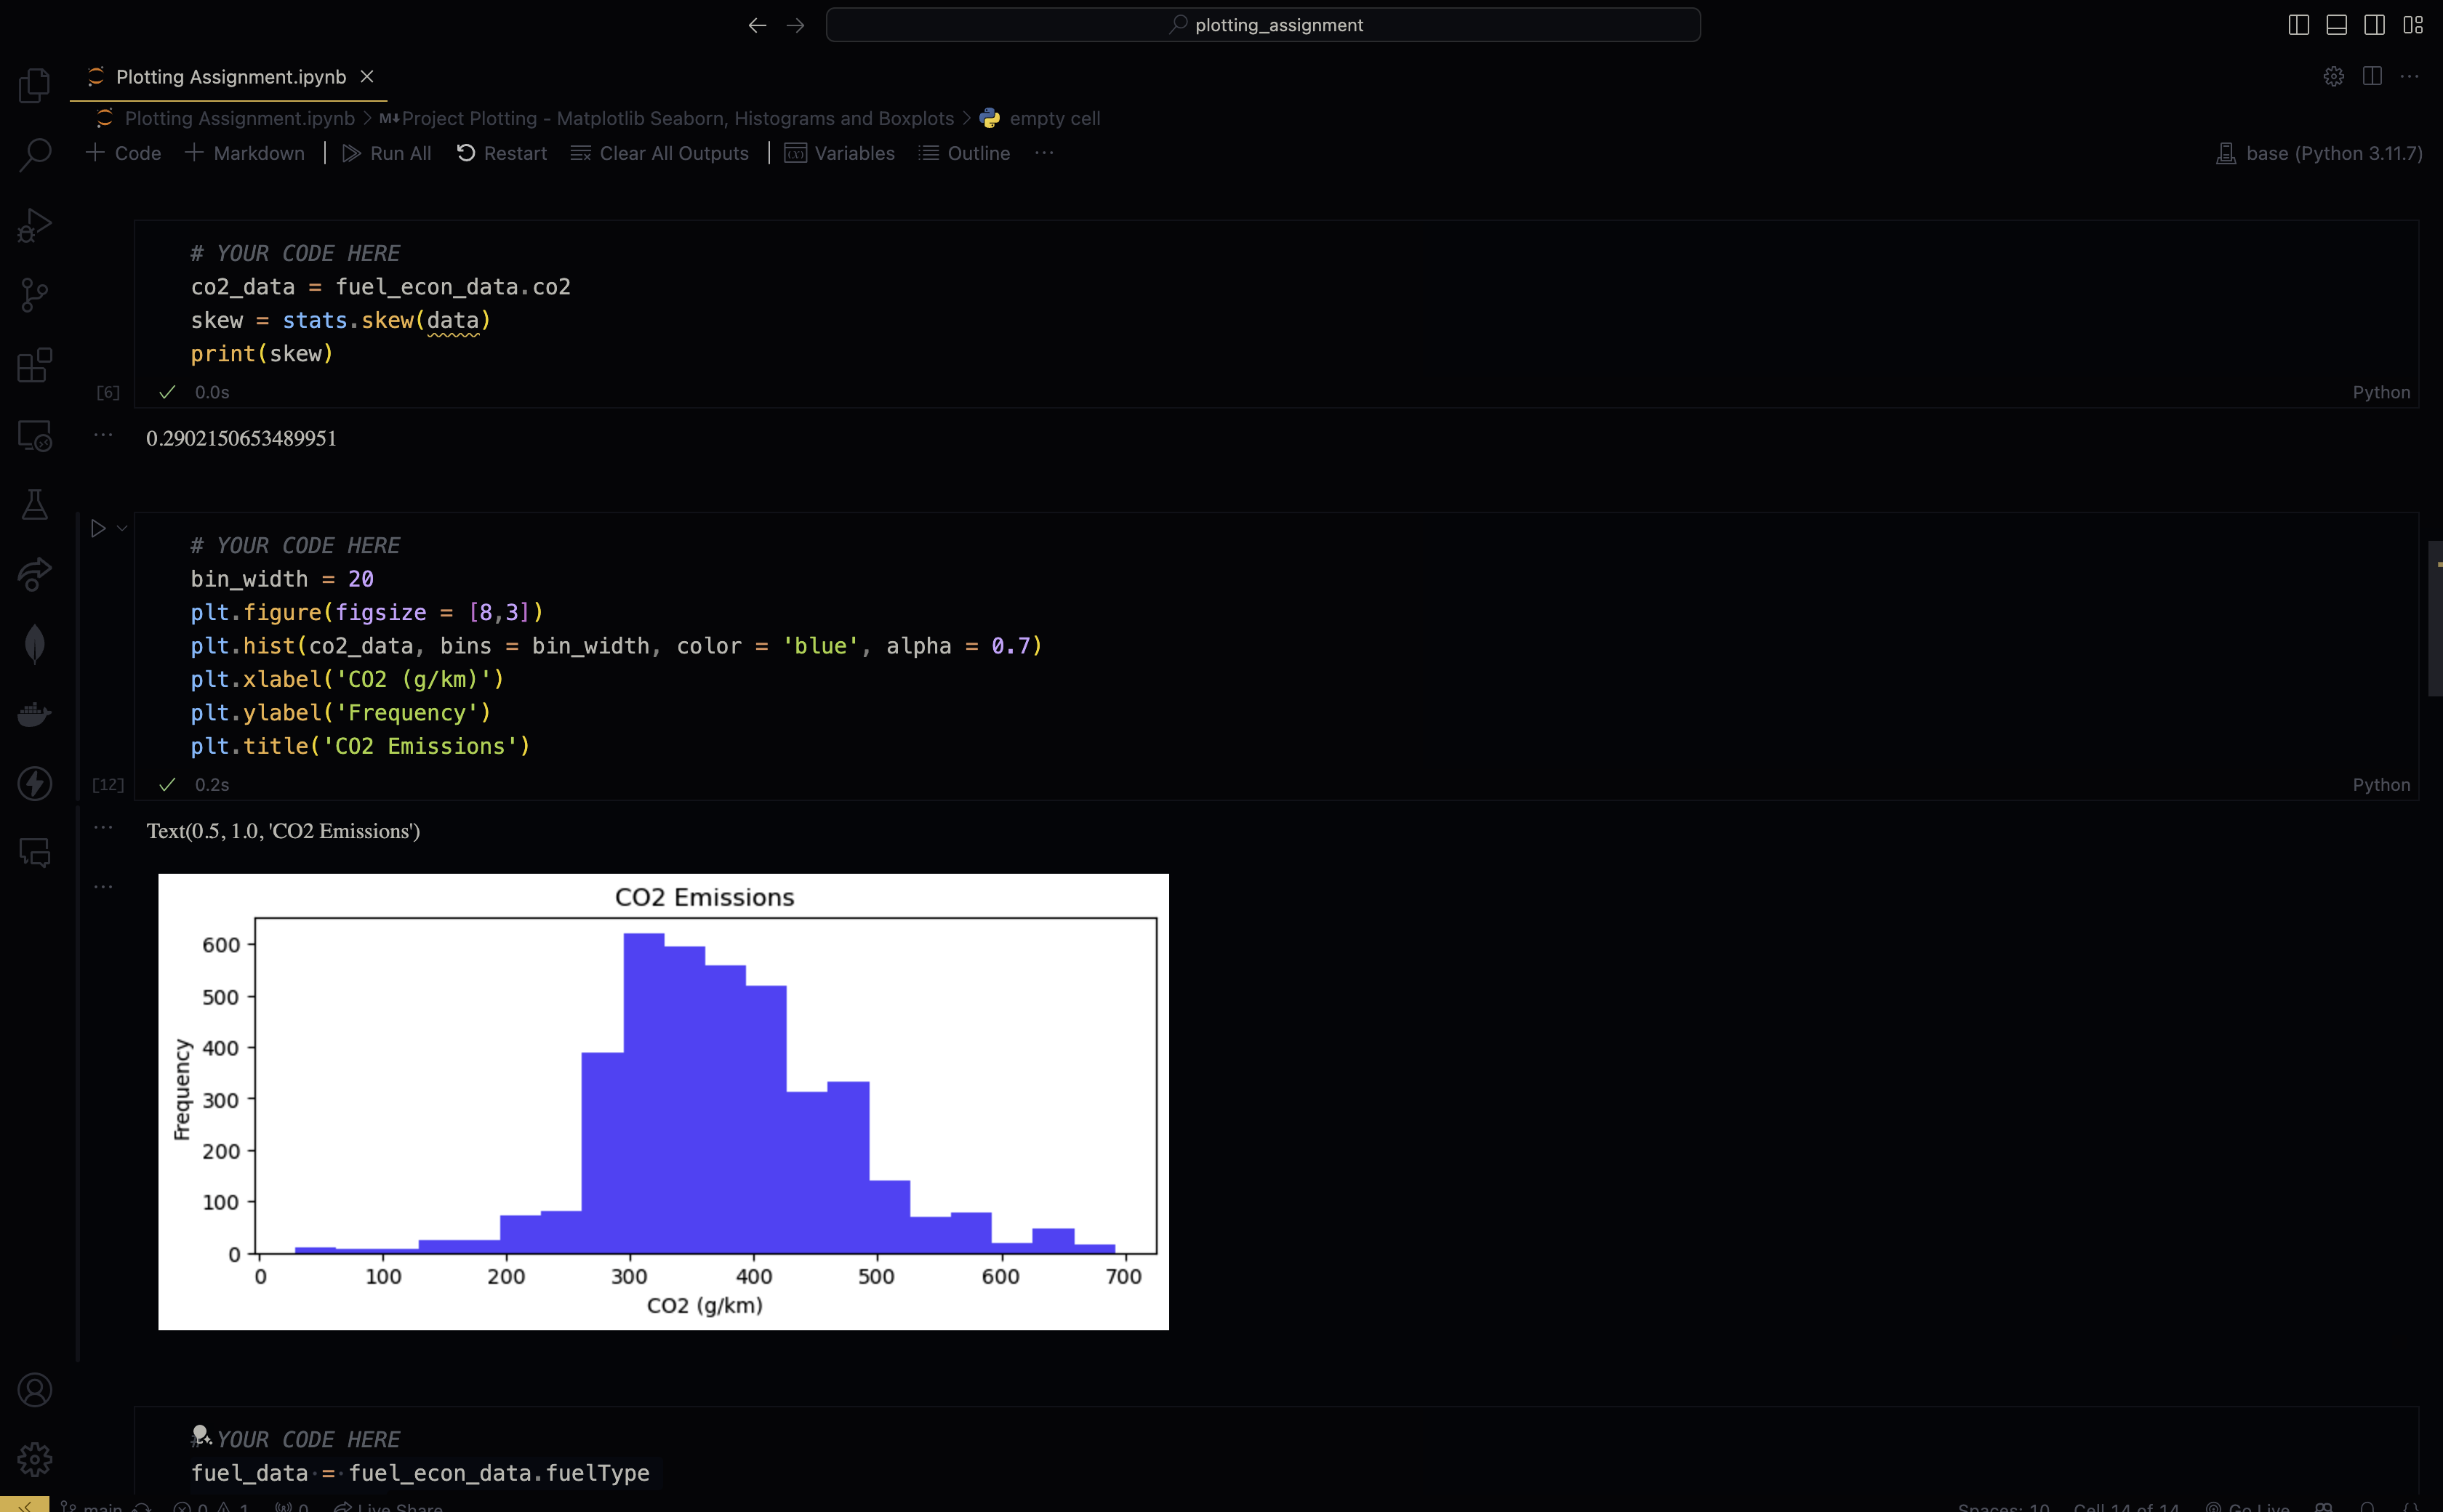 plotting_assignment
Plotting Assignment.ipynb
Plotting Assignment.ipynb > M↓Project Plotting - Matplotlib Seaborn, Histograms and Boxplots > empty cell
+ Code + Markdown | Run All Restart Clear All Outputs | Variables Outline ...
base (Python 3.11.7)
# YOUR CODE HERE
co2_data = fuel_econ_data.co2
skew = stats.skew(data)
print(skew)
[6] ✓ 0.0s Python
0.2902150653489951
# YOUR CODE HERE
bin_width = 20
plt.figure(figsize = [8,3])
plt.hist(co2_data, bins = bin_width, color = 'blue', alpha = 0.7)
plt.xlabel('CO2 (g/km)')
plt.ylabel('Frequency')
plt.title('CO2 Emissions')
[12] ✓ 0.2s Python
Text(0.5, 1.0, 'CO2 Emissions')
CO2 Emissions
Frequency
600
500
400
300
200
100
0
0 100 200 300 400 500 600 700
CO2 (g/km)
# YOUR CODE HERE
fuel_data = fuel_econ_data.fuelType
main 0 1 0 Live Share
Spaces: 10 Cell 14 of 14 Go Live